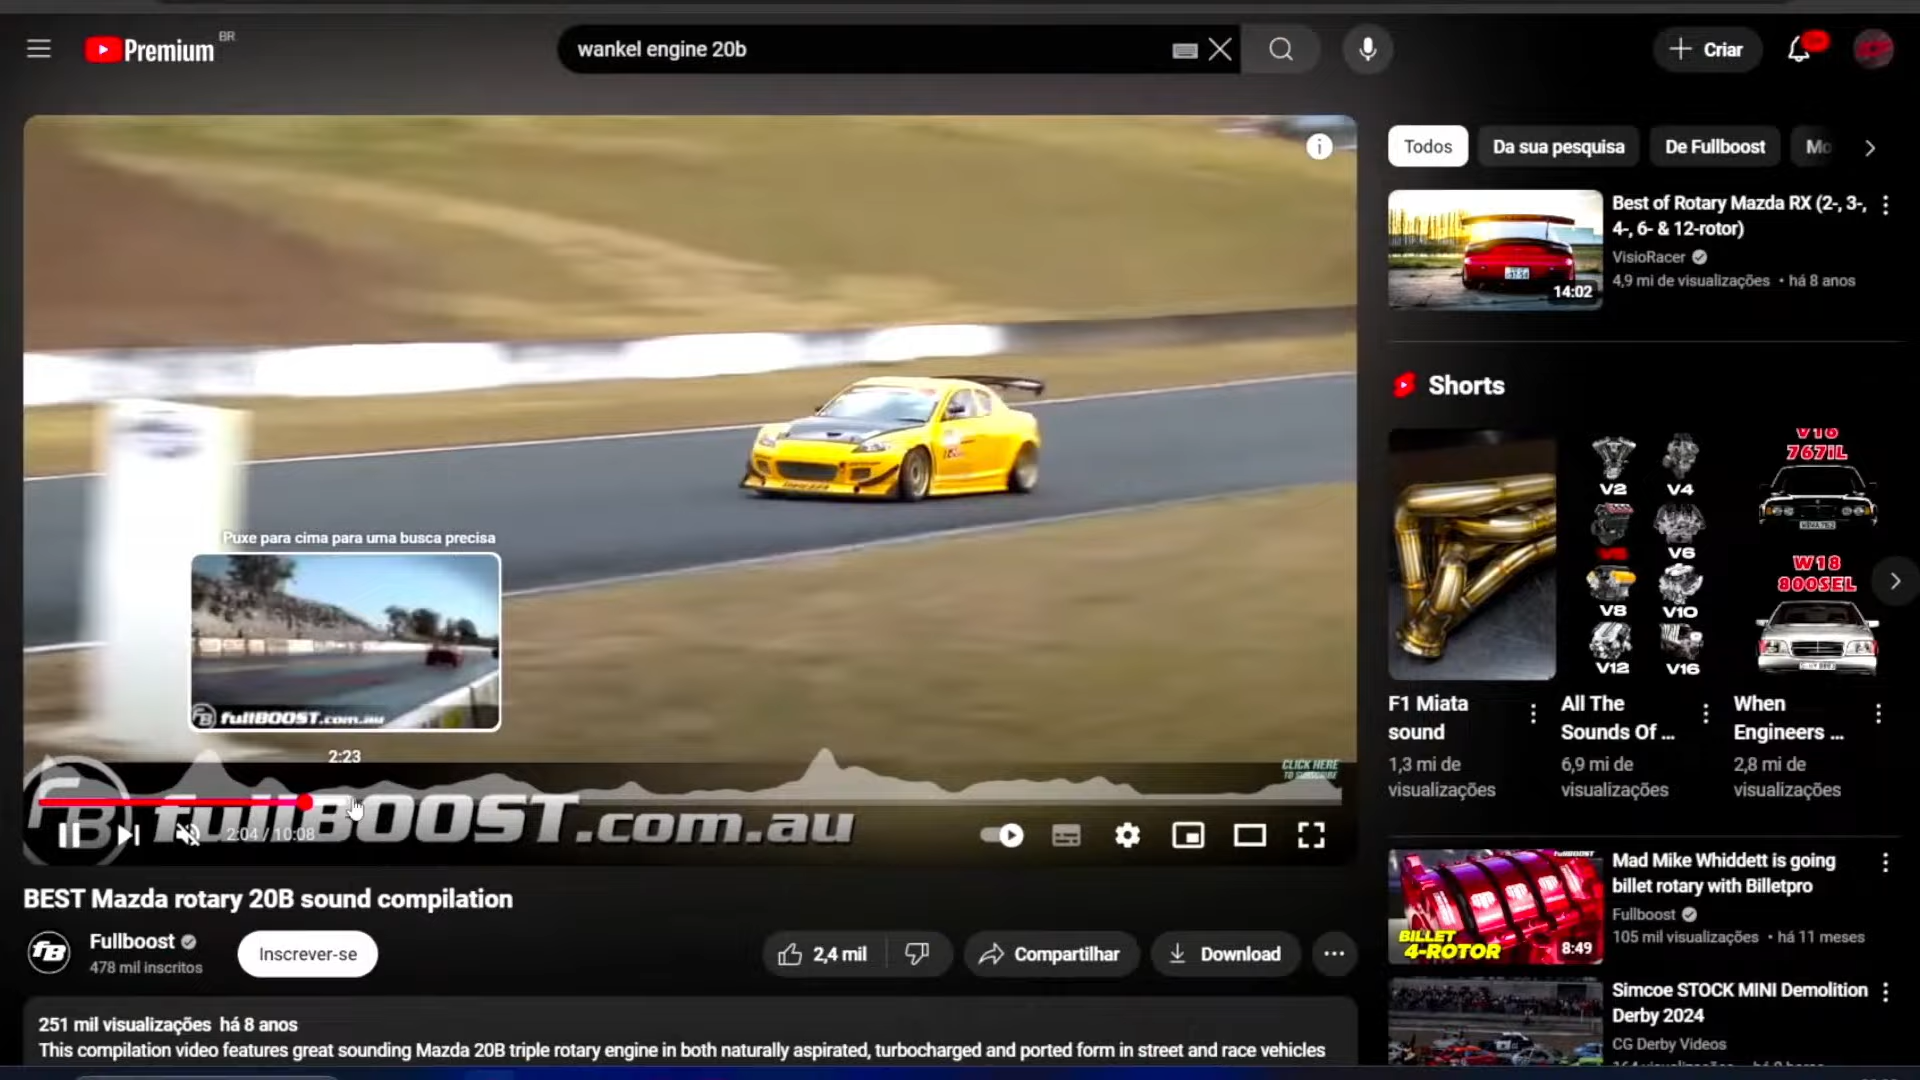 Premium BR
wankel engine 20b
Criar
Todos
Da sua pesquisa
De Fullboost
Mo
Puxe para cima para uma busca precisa
fullBOOST.com.au
2:23
CLICK HERE
TO SUBSCRIBE
fullBOOST.com.au
2:04 / 10:08
BEST Mazda rotary 20B sound compilation
Fullboost
478 mil inscritos
Inscrever-se
2,4 mil
Compartilhar
Download
251 mil visualizações há 8 anos
This compilation video features great sounding Mazda 20B triple rotary engine in both naturally aspirated, turbocharged and ported form in street and race vehicles
14:02
Best of Rotary Mazda RX (2-, 3-,
4-, 6- & 12-rotor)
VisioRacer
4,9 mi de visualizações • há 8 anos
Shorts
V2
V4
V6
V8
V10
V12
V16
V16
767iL
W18
800SEL
F1 Miata
sound
1,3 mi de
visualizações
All The
Sounds Of ...
6,9 mi de
visualizações
When
Engineers ...
2,8 mi de
visualizações
BILLET
4-ROTOR
8:49
Mad Mike Whiddett is going
billet rotary with Billetpro
Fullboost
105 mil visualizações • há 11 meses
Simcoe STOCK MINI Demolition
Derby 2024
CG Derby Videos